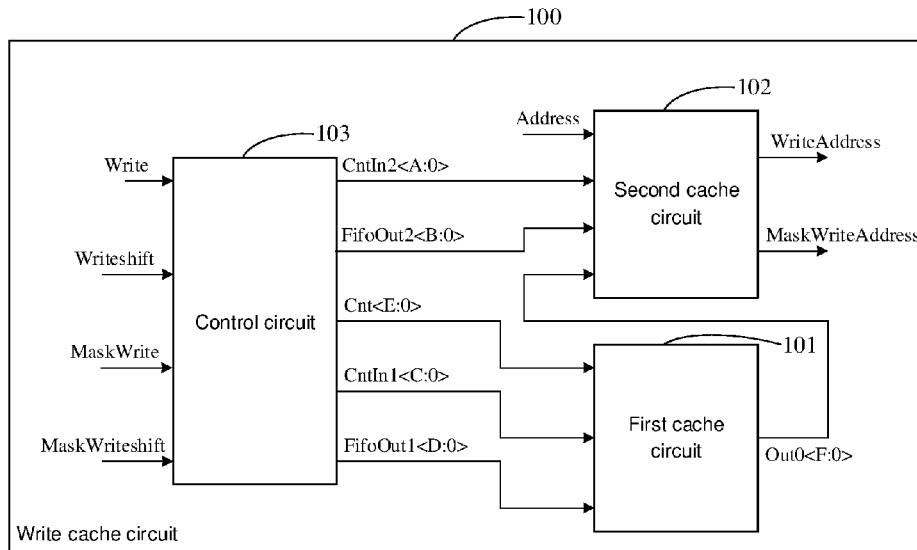 100
102
Address
103
WriteAddress
Write
CntIn2<A:0>
Second cache
circuit
FifoOut2<B:0>
MaskWriteAddress
Writeshift
Control circuit
Cnt<E:0>
101
MaskWrite
CntIn1<C:0>
First cache
circuit
MaskWriteshift
FifoOut1<D:0>
Out0<F:0>
Write cache circuit